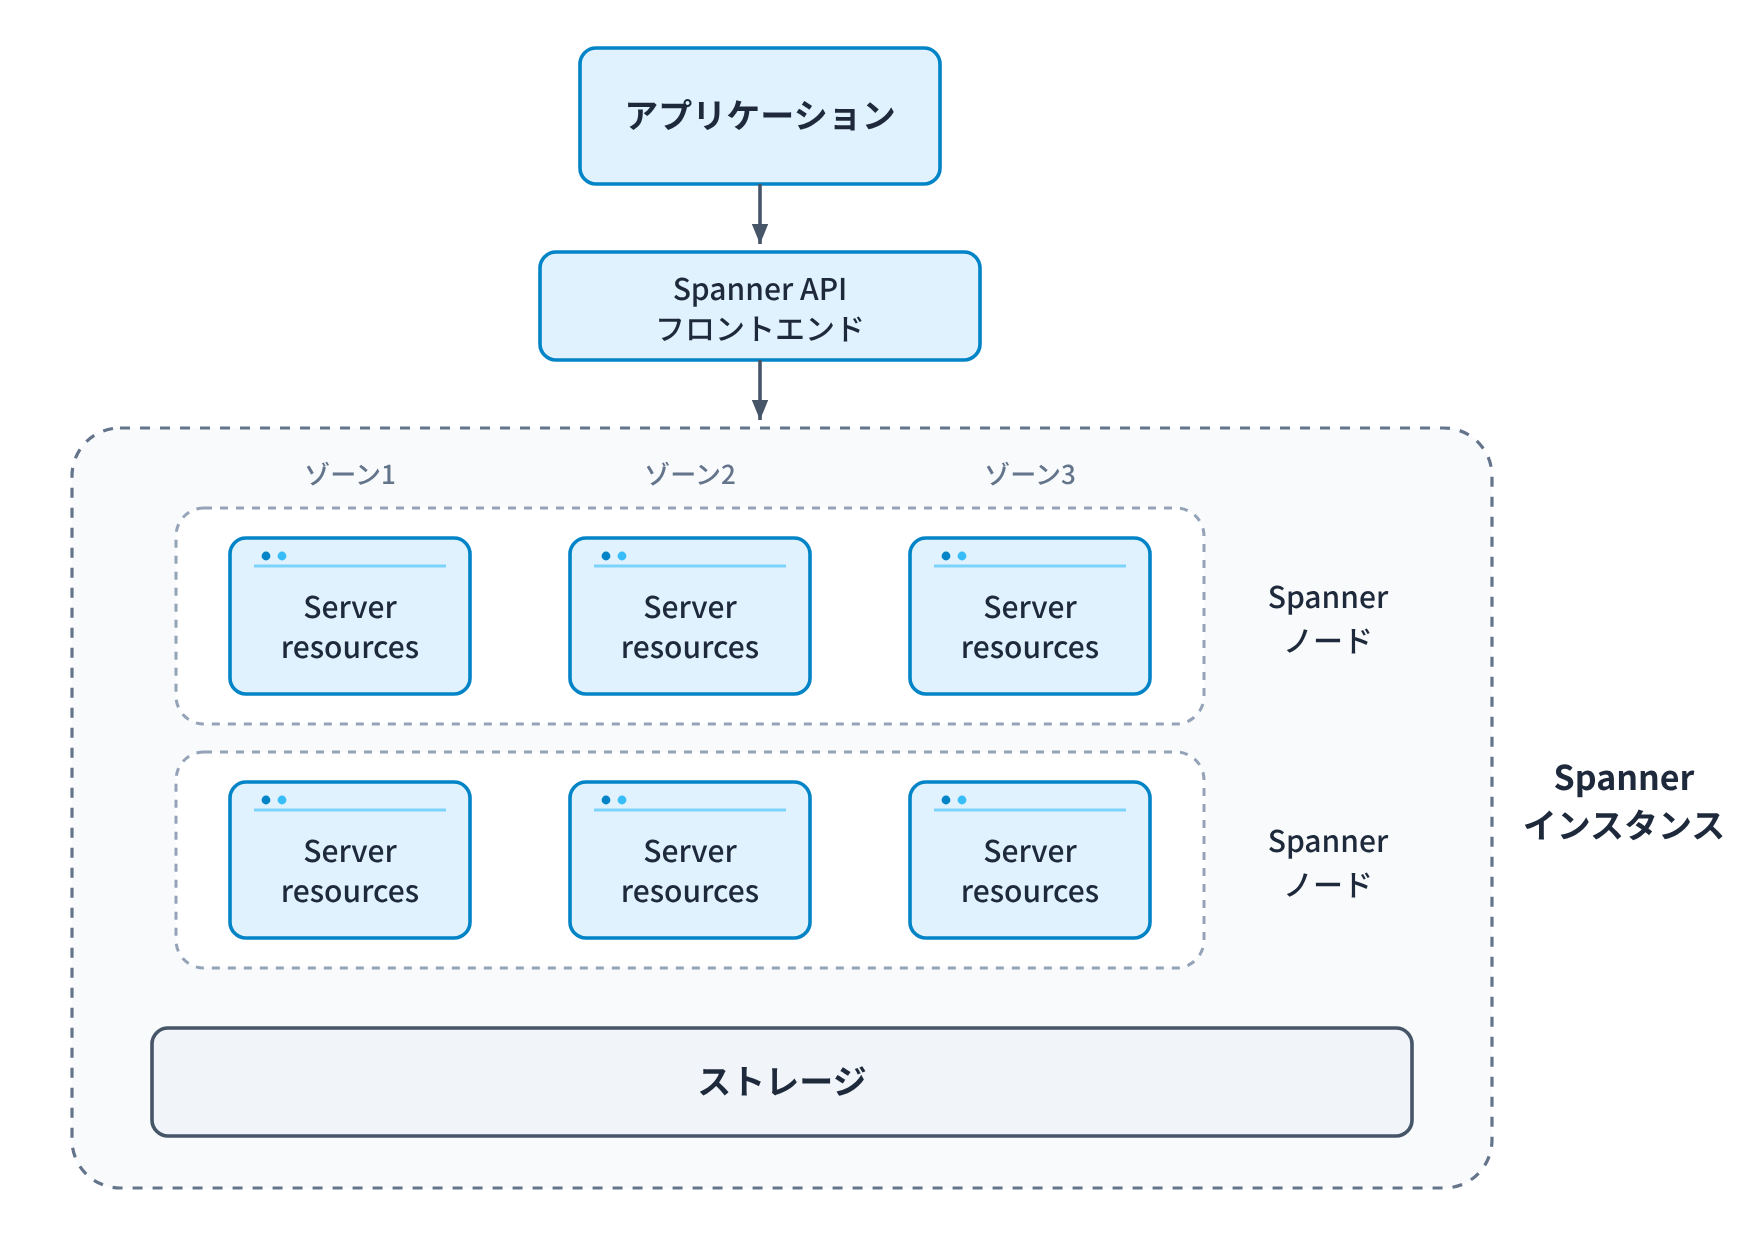 アプリケーション
Spanner API
フロントエンド
ゾーン1
ゾーン2
ゾーン3
Server
resources
Server
resources
Server
resources
Spanner
ノード
Server
resources
Server
resources
Server
resources
Spanner
ノード
Spanner
インスタンス
ストレージ